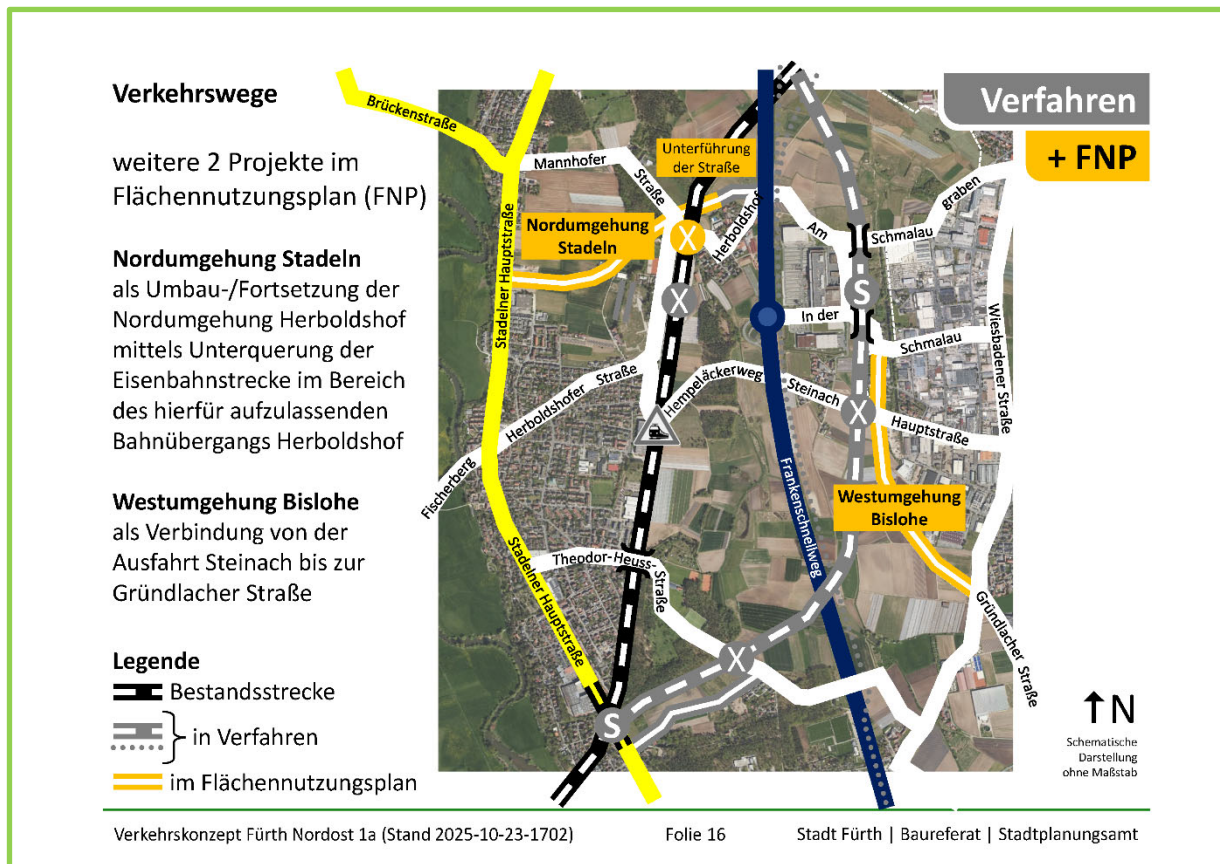 Verkehrswege
weitere 2 Projekte im
Flächennutzungsplan (FNP)
Nordumgehung Stadeln
als Umbau-/Fortsetzung der
Nordumgehung Herboldshof
mittels Unterquerung der
Eisenbahnstrecke im Bereich
des hierfür aufzulassenden
Bahnübergangs Herboldshof
Westumgehung Bislohe
als Verbindung von der
Ausfahrt Steinach bis zur
Gründlacher Straße
Legende
Bestandsstrecke
in Verfahren
im Flächennutzungsplan
Verfahren
+ FNP
Brückenstraße
Mannhofer
Straße
Unterführung
der Straße
Nordumgehung
Stadeln
Herboldshof
X
Am
Schmalau
graben
Stadelner Hauptstraße
X
S
In der
Schmalau
Wiesbadener Straße
Herboldshofer Straße
Hempeläckerweg
Steinach
X
Hauptstraße
Fischerberg
Frankenschnellweg
Westumgehung
Bislohe
Theodor-Heuss-
Straße
Stadelner Hauptstraße
X
Gründlacher Straße
S
N
Schematische
Darstellung
ohne Maßstab
Verkehrskonzept Fürth Nordost 1a (Stand 2025-10-23-1702)
Folie 16
Stadt Fürth | Baureferat | Stadtplanungsamt